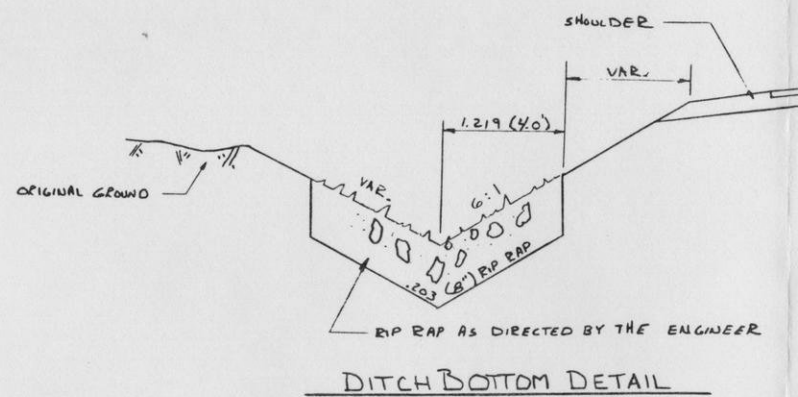 SHOULDER
VAR.
1.219 (4.0')
ORIGINAL GROUND
VAR.
6:1
.203 (8") RIP RAP
RIP RAP AS DIRECTED BY THE ENGINEER
DITCH BOTTOM DETAIL